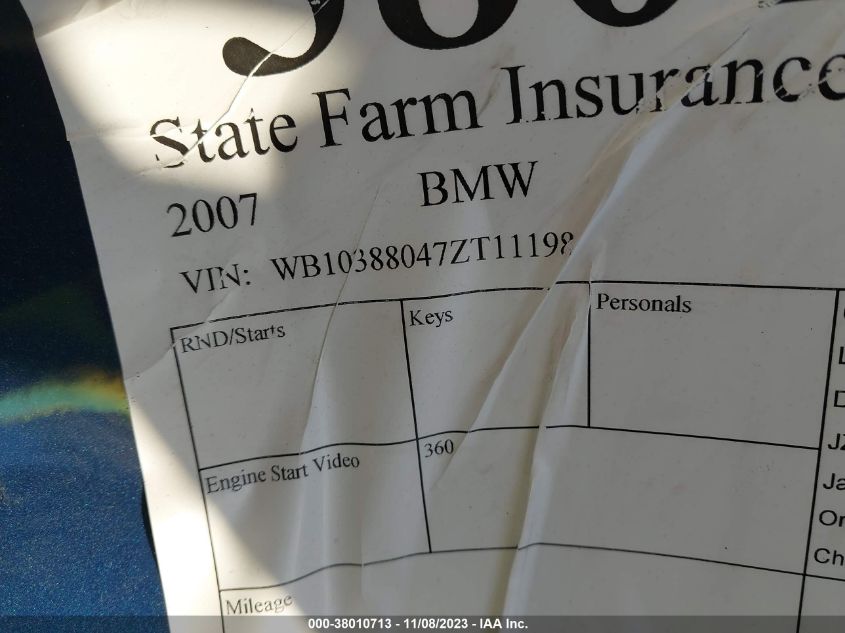 State Farm Insurance
2007 BMW
VIN: WB10388047ZT11198
RND/Starts Keys Personals
Engine Start Video 360
Mileage
000-38010713 - 11/08/2023 - IAA Inc.